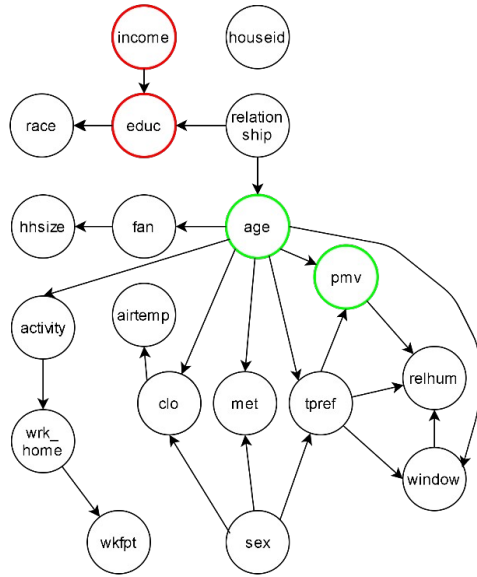 income
houseid
race
educ
relation
ship
hhsize
fan
age
pmv
activity
airtemp
relhum
clo
met
tpref
wrk_
home
window
wkfpt
sex